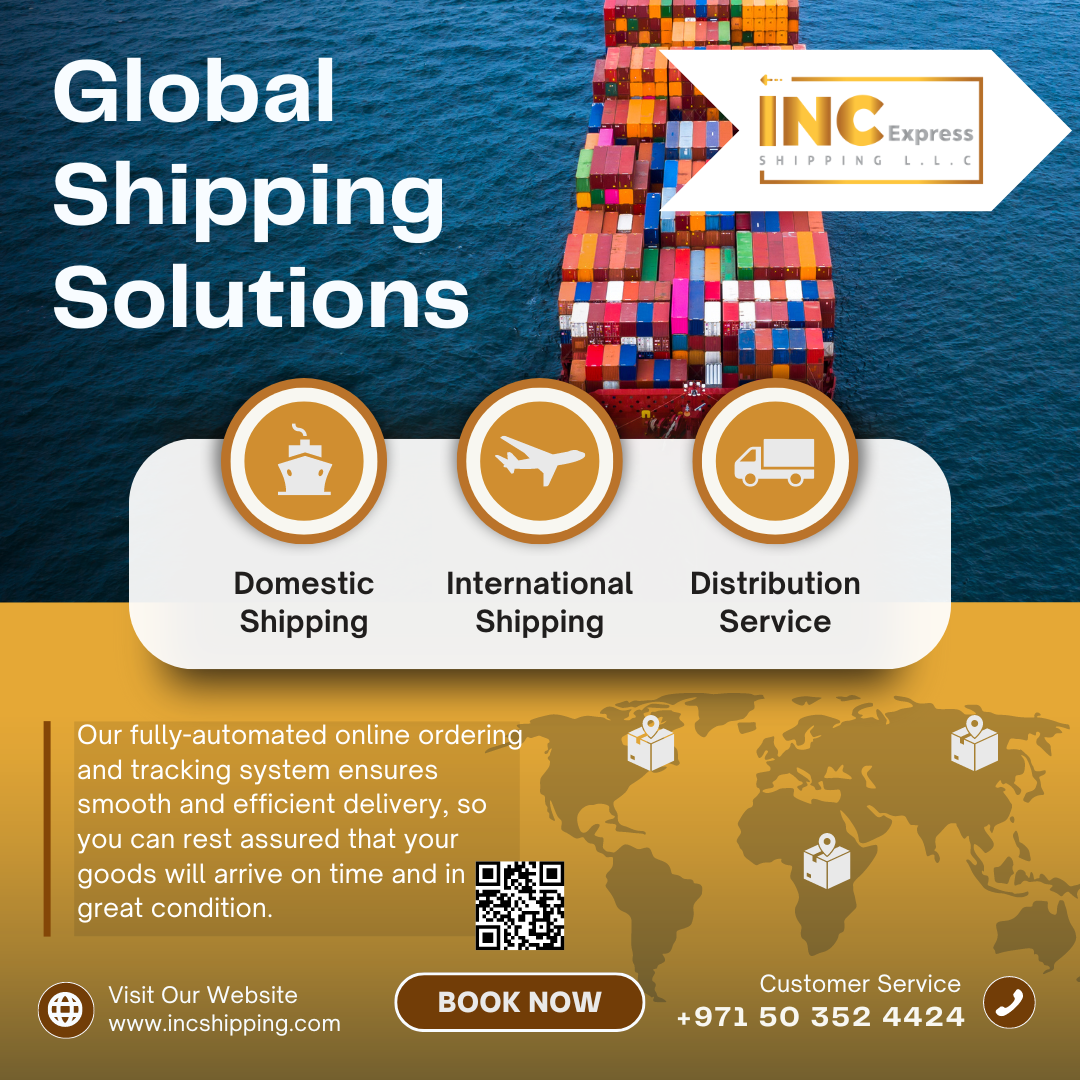 Global
Shipping
Solutions
INC Express
SHIPPING L.L.C
Domestic
Shipping
International
Shipping
Distribution
Service
Our fully-automated online ordering
and tracking system ensures
smooth and efficient delivery, so
you can rest assured that your
goods will arrive on time and in
great condition.
Visit Our Website
www.incshipping.com
BOOK NOW
Customer Service
+971 50 352 4424